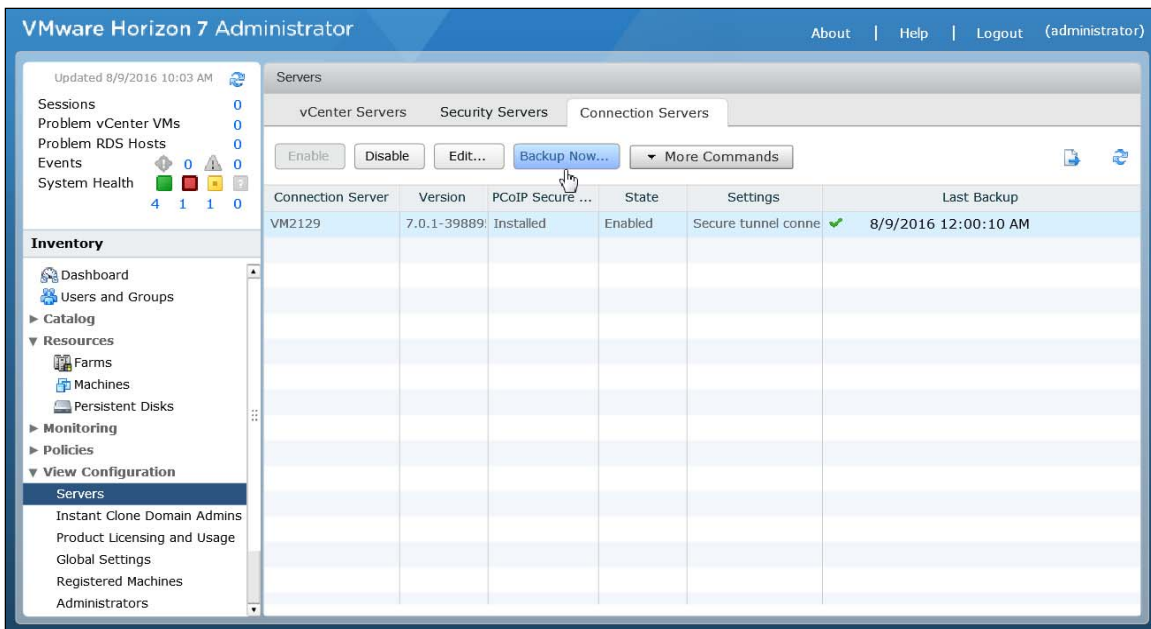 VMware Horizon 7 Administrator
About | Help | Logout (administrator)
Updated 8/9/2016 10:03 AM
Sessions 0
Problem vCenter VMs 0
Problem RDS Hosts 0
Events 0 0
System Health
4 1 1 0
Inventory
Dashboard
Users and Groups
Catalog
Resources
Farms
Machines
Persistent Disks
Monitoring
Policies
View Configuration
Servers
Instant Clone Domain Admins
Product Licensing and Usage
Global Settings
Registered Machines
Administrators
Servers
vCenter Servers Security Servers Connection Servers
Enable Disable Edit... Backup Now... More Commands
Connection Server Version PCoIP Secure ... State Settings Last Backup
VM2129 7.0.1-39889 Installed Enabled Secure tunnel conne 8/9/2016 12:00:10 AM